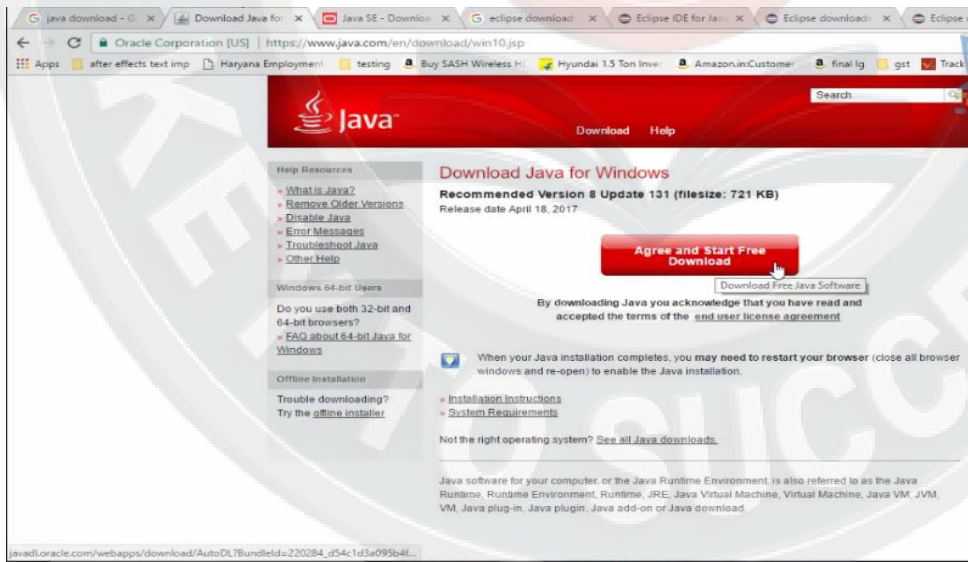 java download - G
Download Java for
Java SE - Downloa
eclipse download
Eclipse IDE for Jav
Eclipse downloads
Eclipse
Oracle Corporation [US] | https://www.java.com/en/download/win10.jsp
Apps
after effects text imp
Haryana Employment
testing
Buy SASH Wireless H
Hyundai 1.5 Ton Inve
Amazon.in:Customer
final lg
gst
Track
Search
Java
Download Help
Help Resources
» What is Java?
» Remove Older Versions
» Disable Java
» Error Messages
» Troubleshoot Java
» Other Help
Windows 64-bit Users
Do you use both 32-bit and
64-bit browsers?
» FAQ about 64-bit Java for
Windows
Offline Installation
Trouble downloading?
Try the offline installer
Download Java for Windows
Recommended Version 8 Update 131 (filesize: 721 KB)
Release date April 18, 2017
Agree and Start Free
Download
Download Free Java Software
By downloading Java you acknowledge that you have read and
accepted the terms of the end user license agreement
When your Java installation completes, you may need to restart your browser (close all browser
windows and re-open) to enable the Java installation.
» Installation Instructions
» System Requirements
Not the right operating system? See all Java downloads.
Java software for your computer, or the Java Runtime Environment, is also referred to as the Java
Runtime, Runtime Environment, Runtime, JRE, Java Virtual Machine, Virtual Machine, Java VM, JVM,
VM, Java plug-in, Java plugin, Java add-on or Java download.
javadl.oracle.com/webapps/download/AutoDL?BundleId=220284_d54c1d3a095b4f...
KEY TO SUCC